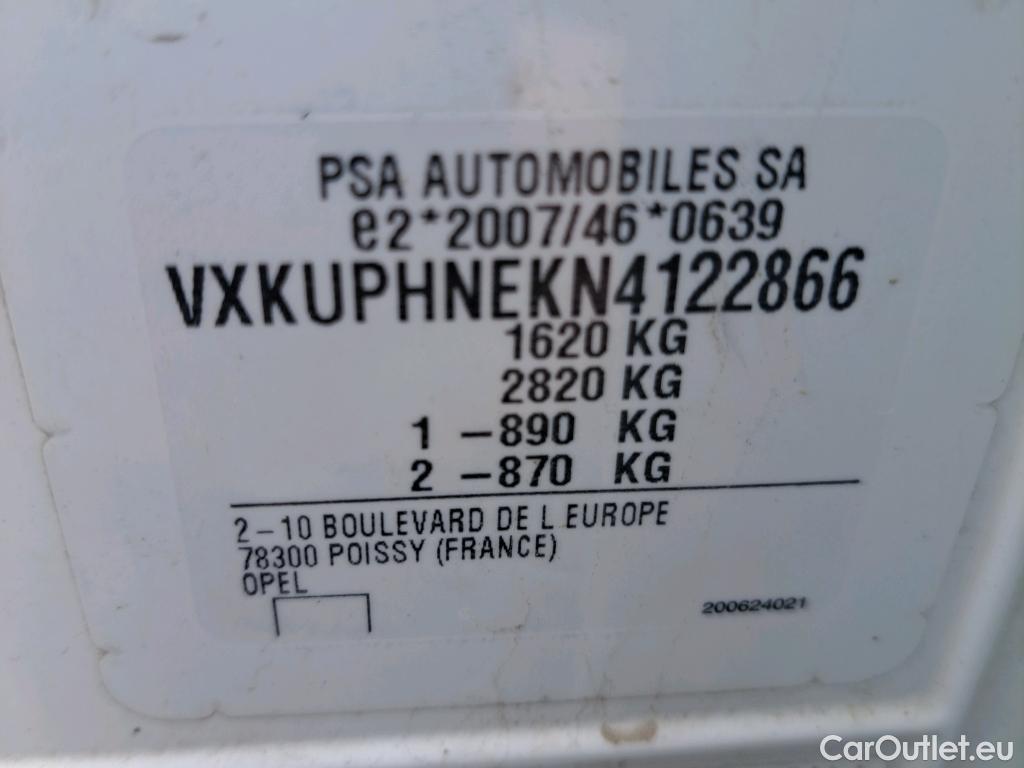 PSA AUTOMOBILES SA
e2*2007/46*0639
VXKUPHNEKN4122866
1620 KG
2820 KG
1 -890 KG
2 -870 KG
2-10 BOULEVARD DE L EUROPE
78300 POISSY (FRANCE)
OPEL
200624021
CarOutlet.eu